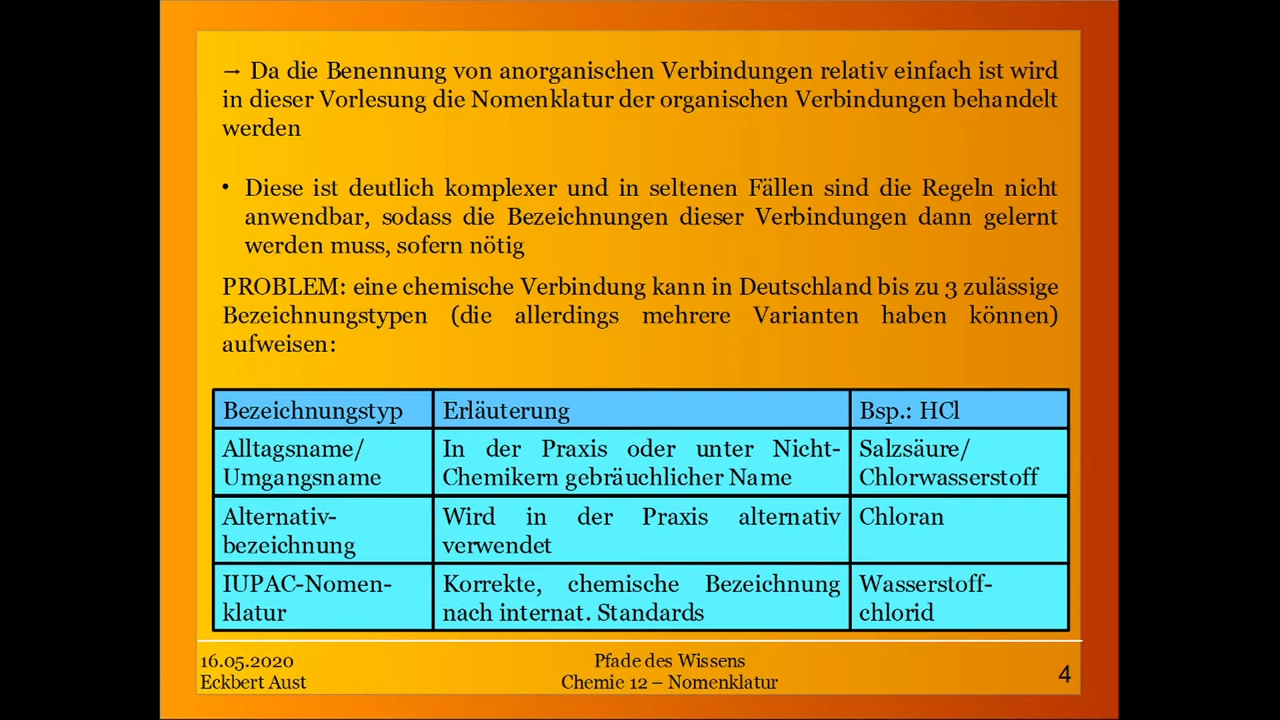 → Da die Benennung von anorganischen Verbindungen relativ einfach ist wird
in dieser Vorlesung die Nomenklatur der organischen Verbindungen behandelt
werden
• Diese ist deutlich komplexer und in seltenen Fällen sind die Regeln nicht
anwendbar, sodass die Bezeichnungen dieser Verbindungen dann gelernt
werden muss, sofern nötig
PROBLEM: eine chemische Verbindung kann in Deutschland bis zu 3 zulässige
Bezeichnungstypen (die allerdings mehrere Varianten haben können)
aufweisen:
Bezeichnungstyp
Erläuterung
Bsp.: HCl
Alltagsname/
Umgangsname
In der Praxis oder unter Nicht-
Chemikern gebräuchlicher Name
Salzsäure/
Chlorwasserstoff
Alternativ-
bezeichnung
Wird in der Praxis alternativ
verwendet
Chloran
IUPAC-Nomen-
klatur
Korrekte, chemische Bezeichnung
nach internat. Standards
Wasserstoff-
chlorid
16.05.2020
Eckbert Aust
Pfade des Wissens
Chemie 12 – Nomenklatur
4